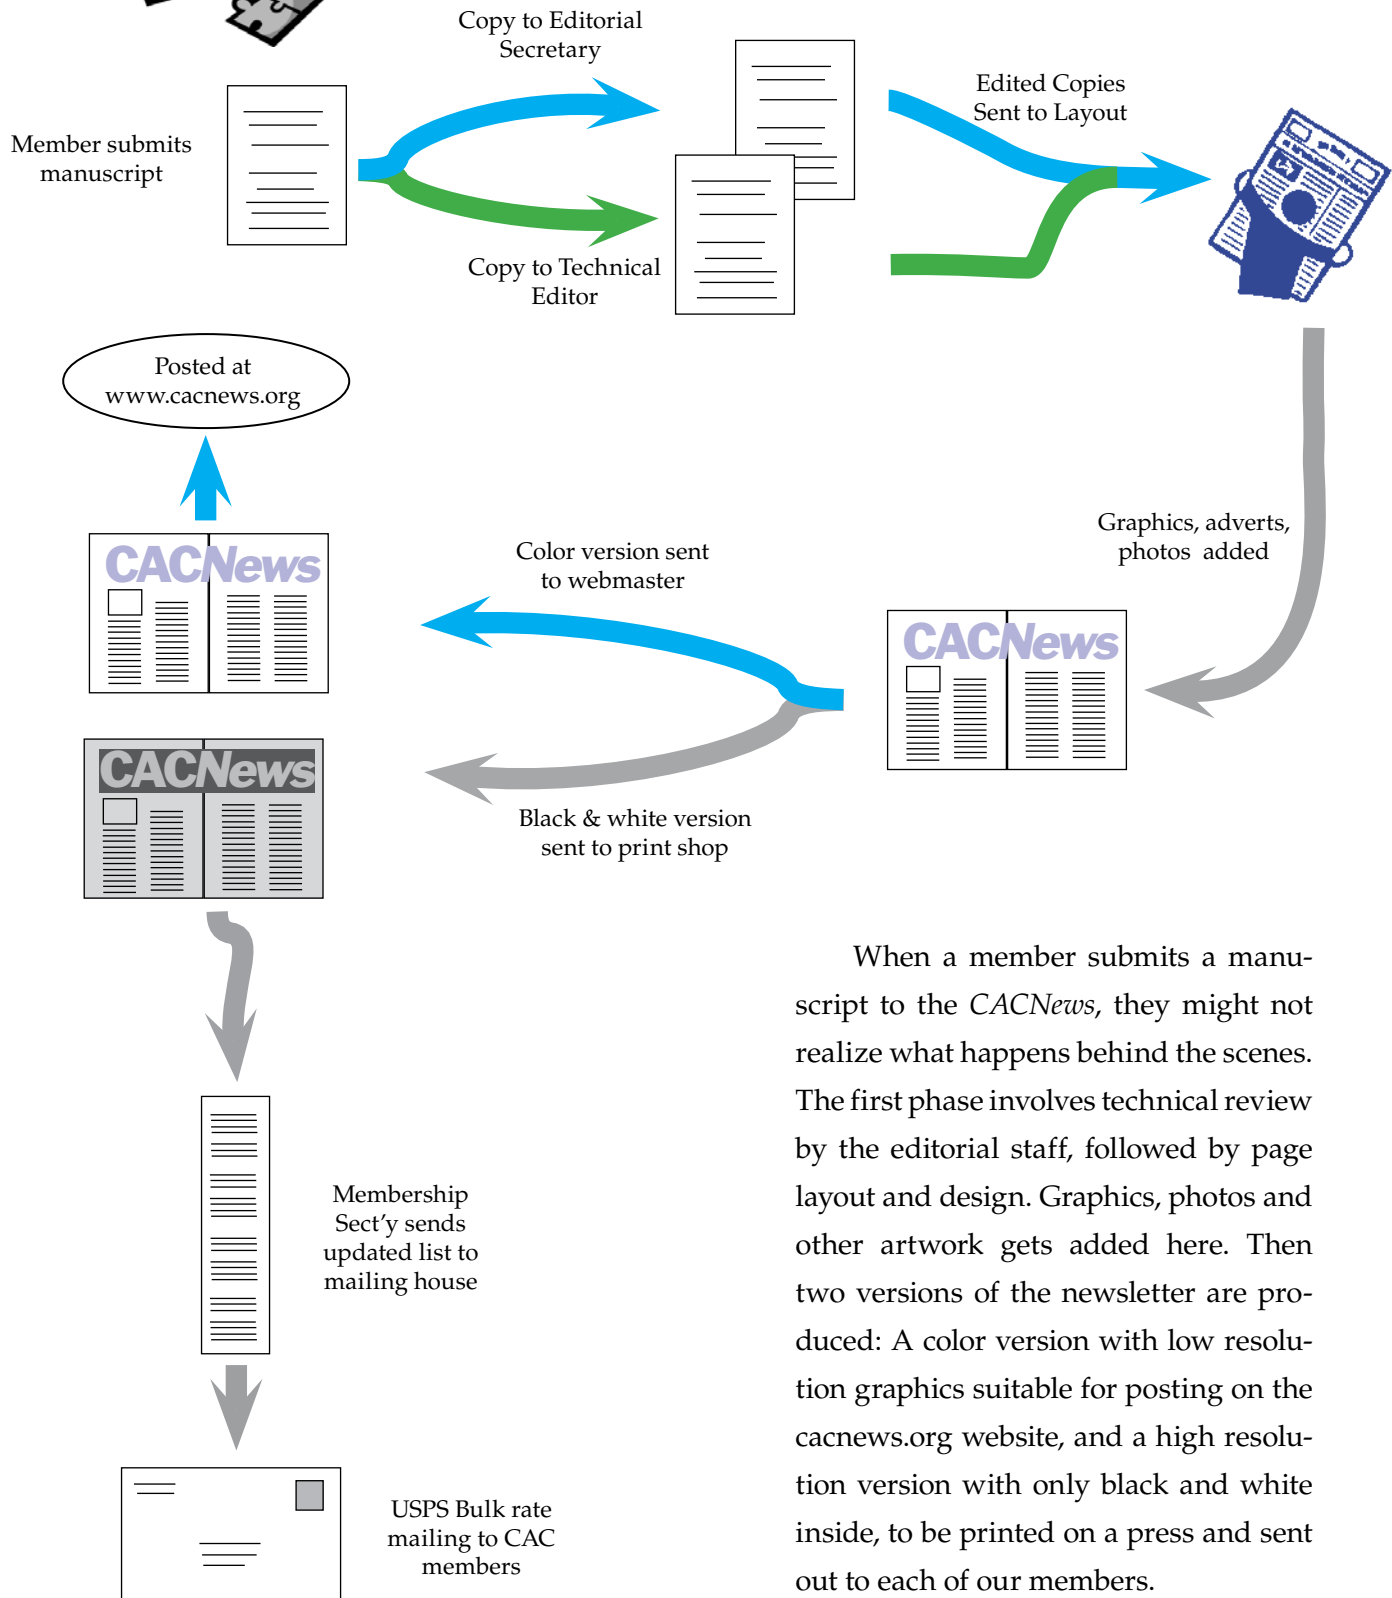 Copy to Editorial
Secretary
Member submits
manuscript
Edited Copies
Sent to Layout
Copy to Technical
Editor
Posted at
www.cacnews.org
Graphics, adverts,
photos added
Color version sent
to webmaster
CACNews
CACNews
CACNews
Black & white version
sent to print shop
When a member submits a manu-
script to the CACNews, they might not
realize what happens behind the scenes.
The first phase involves technical review
by the editorial staff, followed by page
layout and design. Graphics, photos and
other artwork gets added here. Then
two versions of the newsletter are pro-
duced: A color version with low resolu-
tion graphics suitable for posting on the
cacnews.org website, and a high resolu-
tion version with only black and white
inside, to be printed on a press and sent
out to each of our members.
Membership
Sect'y sends
updated list to
mailing house
USPS Bulk rate
mailing to CAC
members